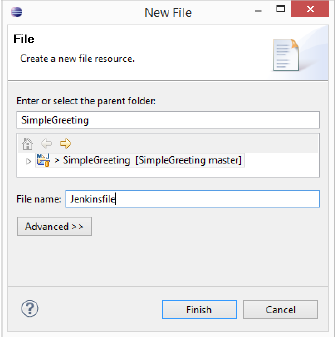 New File
File
Create a new file resource.
Enter or select the parent folder:
SimpleGreeting
> SimpleGreeting [SimpleGreeting master]
File name: Jenkinsfile
Advanced >>
? Finish Cancel